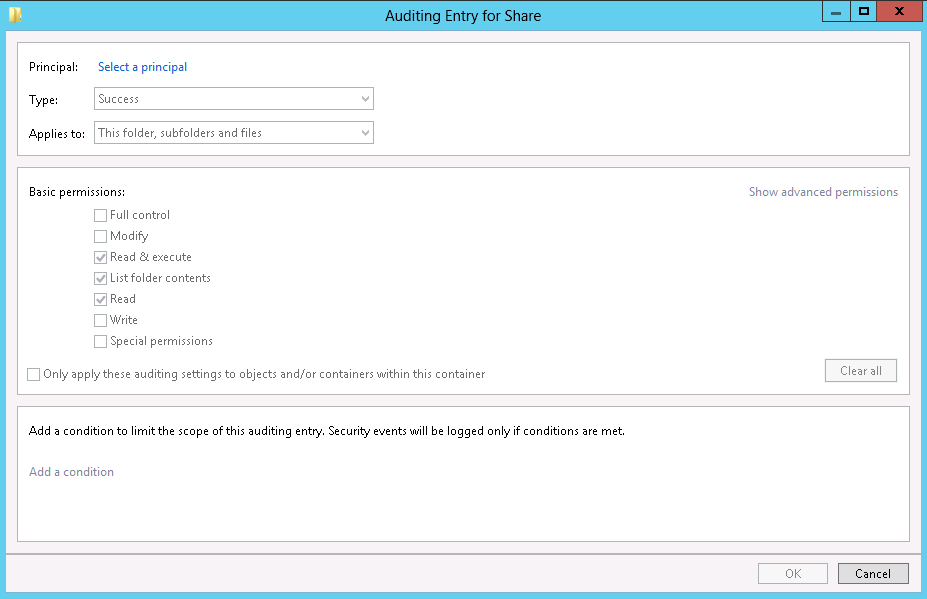 Auditing Entry for Share
Principal: Select a principal
Type: Success
Applies to: This folder, subfolders and files
Basic permissions: Show advanced permissions
Full control
Modify
Read & execute
List folder contents
Read
Write
Special permissions
Only apply these auditing settings to objects and/or containers within this container
Clear all
Add a condition to limit the scope of this auditing entry. Security events will be logged only if conditions are met.
Add a condition
OK Cancel